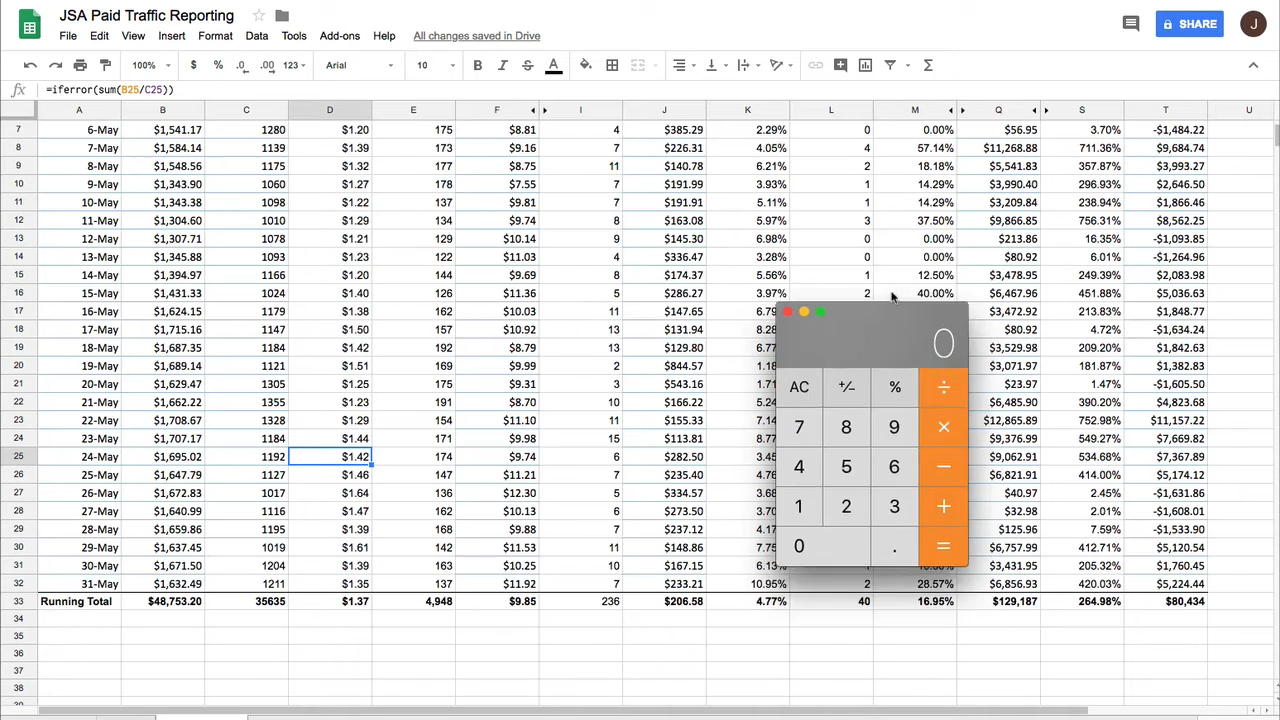 JSA Paid Traffic Reporting
File Edit View Insert Format Data Tools Add-ons Help All changes saved in Drive
SHARE
J
100% $ % .0 .00 123 Arial 10 B I S A Σ
fx =iferror(sum(B25/C25))
A B C D E F I J K L M Q S T U
7 6-May $1,541.17 1280 $1.20 175 $8.81 4 $385.29 2.29% 0 0.00% $56.95 3.70% -$1,484.22
8 7-May $1,584.14 1139 $1.39 173 $9.16 7 $226.31 4.05% 4 57.14% $11,268.88 711.36% $9,684.74
9 8-May $1,548.56 1175 $1.32 177 $8.75 11 $140.78 6.21% 2 18.18% $5,541.83 357.87% $3,993.27
10 9-May $1,343.90 1060 $1.27 178 $7.55 7 $191.99 3.93% 1 14.29% $3,990.40 296.93% $2,646.50
11 10-May $1,343.38 1098 $1.22 137 $9.81 7 $191.91 5.11% 1 14.29% $3,209.84 238.94% $1,866.46
12 11-May $1,304.60 1010 $1.29 134 $9.74 8 $163.08 5.97% 3 37.50% $9,866.85 756.31% $8,562.25
13 12-May $1,307.71 1078 $1.21 129 $10.14 9 $145.30 6.98% 0 0.00% $213.86 16.35% -$1,093.85
14 13-May $1,345.88 1093 $1.23 122 $11.03 4 $336.47 3.28% 0 0.00% $80.92 6.01% -$1,264.96
15 14-May $1,394.97 1166 $1.20 144 $9.69 8 $174.37 5.56% 1 12.50% $3,478.95 249.39% $2,083.98
16 15-May $1,431.33 1024 $1.40 126 $11.36 5 $286.27 3.97% 2 40.00% $6,467.96 451.88% $5,036.63
17 16-May $1,624.15 1179 $1.38 162 $10.03 11 $147.65 $3,472.92 213.83% $1,848.77
18 17-May $1,715.16 1147 $1.50 157 $10.92 13 $131.94 $80.92 4.72% -$1,634.24
19 18-May $1,687.35 1184 $1.42 192 $8.79 13 $129.80 $3,529.98 209.20% $1,842.63
20 19-May $1,689.14 1121 $1.51 169 $9.99 2 $844.57 $3,071.97 181.87% $1,382.83
21 20-May $1,629.47 1305 $1.25 175 $9.31 3 $543.16 $23.97 1.47% -$1,605.50
22 21-May $1,662.22 1355 $1.23 191 $8.70 10 $166.22 $6,485.90 390.20% $4,823.68
23 22-May $1,708.67 1328 $1.29 154 $11.10 11 $155.33 $12,865.89 752.98% $11,157.22
24 23-May $1,707.17 1184 $1.44 171 $9.98 15 $113.81 $9,376.99 549.27% $7,669.82
25 24-May $1,695.02 1192 $1.42 174 $9.74 6 $282.50 $9,062.91 534.68% $7,367.89
26 25-May $1,647.79 1127 $1.46 147 $11.21 7 $235.40 $6,821.91 414.00% $5,174.12
27 26-May $1,672.83 1017 $1.64 136 $12.30 5 $334.57 $40.97 2.45% -$1,631.86
28 27-May $1,640.99 1116 $1.47 162 $10.13 6 $273.50 $32.98 2.01% -$1,608.01
29 28-May $1,659.86 1195 $1.39 168 $9.88 7 $237.12 $125.96 7.59% -$1,533.90
30 29-May $1,637.45 1019 $1.61 142 $11.53 11 $148.86 $6,757.99 412.71% $5,120.54
31 30-May $1,671.50 1204 $1.39 163 $10.25 10 $167.15 6.13% $3,431.95 205.32% $1,760.45
32 31-May $1,632.49 1211 $1.35 137 $11.92 7 $233.21 10.95% 2 28.57% $6,856.93 420.03% $5,224.44
33 Running Total $48,753.20 35635 $1.37 4,948 $9.85 236 $206.58 4.77% 40 16.95% $129,187 264.98% $80,434
34
35
36
37
38
0
AC +/- % ÷
7 8 9 ×
4 5 6 −
1 2 3 +
0 . =